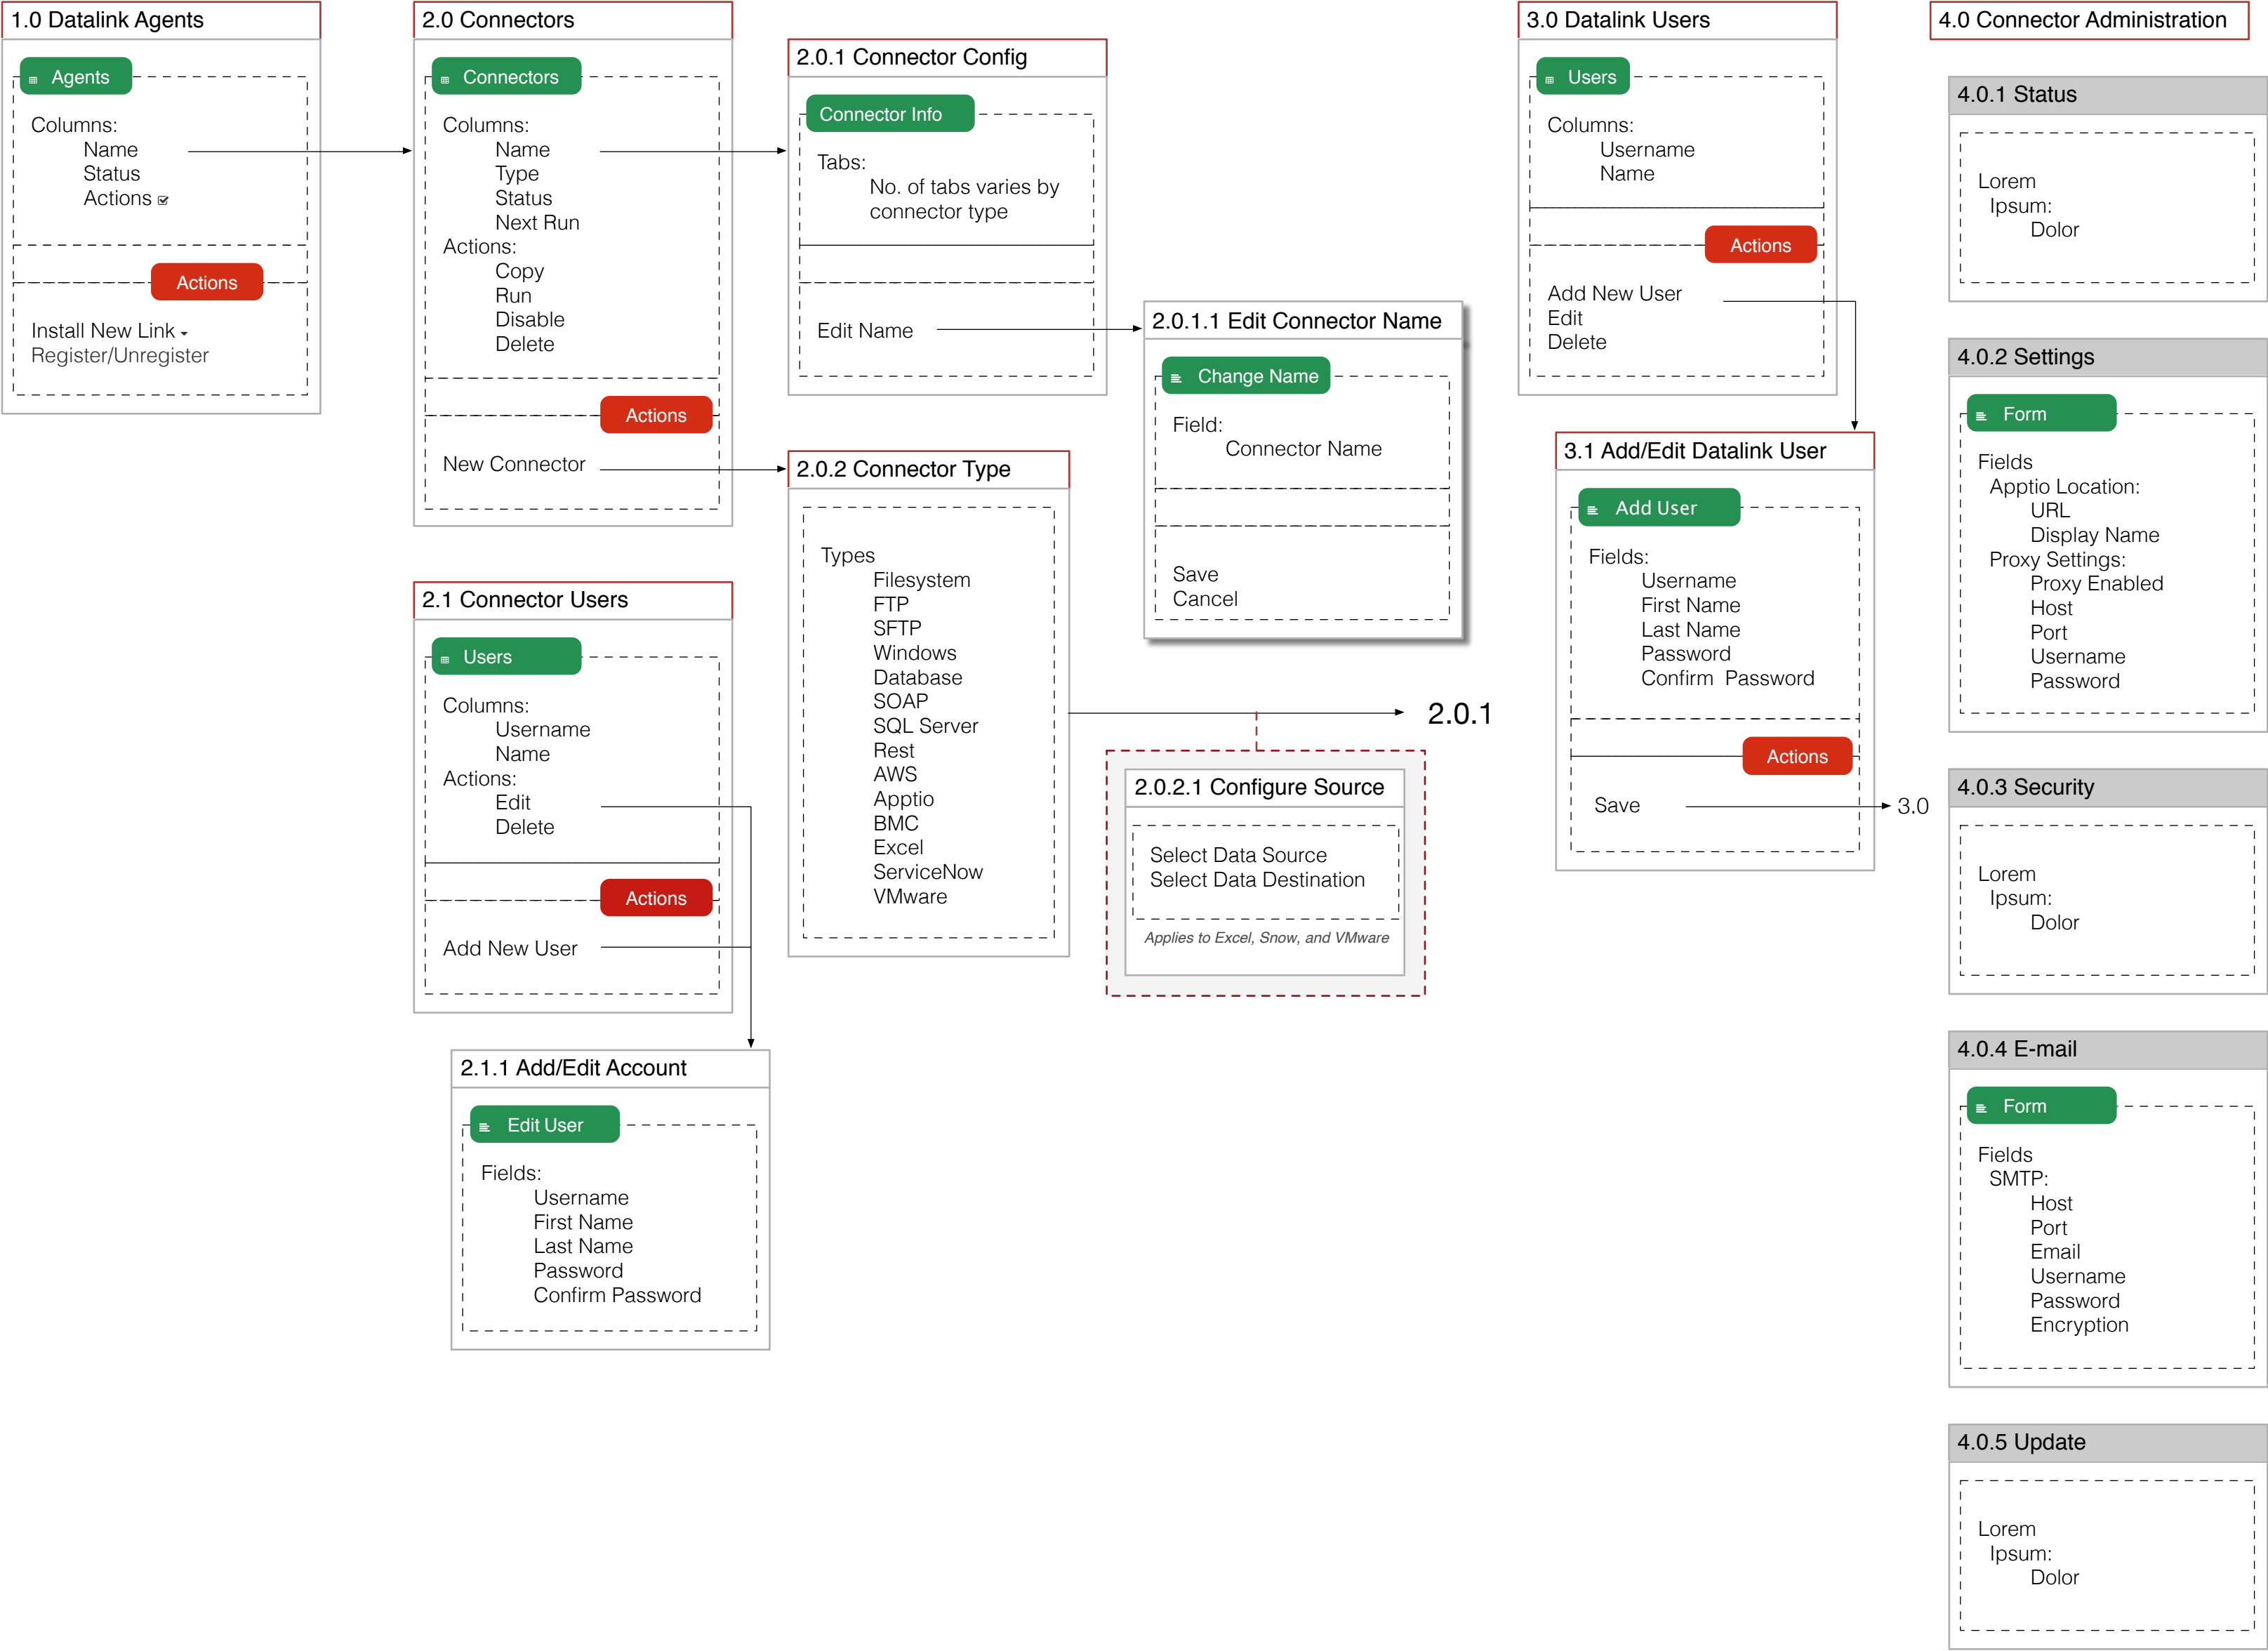 1.0 Datalink Agents
Agents
Columns:
Name
Status
Actions
Actions
Install New Link
Register/Unregister
2.0 Connectors
Connectors
Columns:
Name
Type
Status
Next Run
Actions:
Copy
Run
Disable
Delete
Actions
New Connector
2.1 Connector Users
Users
Columns:
Username
Name
Actions:
Edit
Delete
Actions
Add New User
2.1.1 Add/Edit Account
Edit User
Fields:
Username
First Name
Last Name
Password
Confirm Password
2.0.1 Connector Config
Connector Info
Tabs:
No. of tabs varies by
connector type
Edit Name
2.0.1.1 Edit Connector Name
Change Name
Field:
Connector Name
Save
Cancel
2.0.2 Connector Type
Types
Filesystem
FTP
SFTP
Windows
Database
SOAP
SQL Server
Rest
AWS
Apptio
BMC
Excel
ServiceNow
VMware
2.0.1
2.0.2.1 Configure Source
Select Data Source
Select Data Destination
Applies to Excel, Snow, and VMware
3.0 Datalink Users
Users
Columns:
Username
Name
Actions
Add New User
Edit
Delete
3.1 Add/Edit Datalink User
Add User
Fields:
Username
First Name
Last Name
Password
Confirm  Password
Actions
Save
3.0
4.0 Connector Administration
4.0.1 Status
Lorem
Ipsum:
Dolor
4.0.2 Settings
Form
Fields
Apptio Location:
URL
Display Name
Proxy Settings:
Proxy Enabled
Host
Port
Username
Password
4.0.3 Security
Lorem
Ipsum:
Dolor
4.0.4 E-mail
Form
Fields
SMTP:
Host
Port
Email
Username
Password
Encryption
4.0.5 Update
Lorem
Ipsum:
Dolor